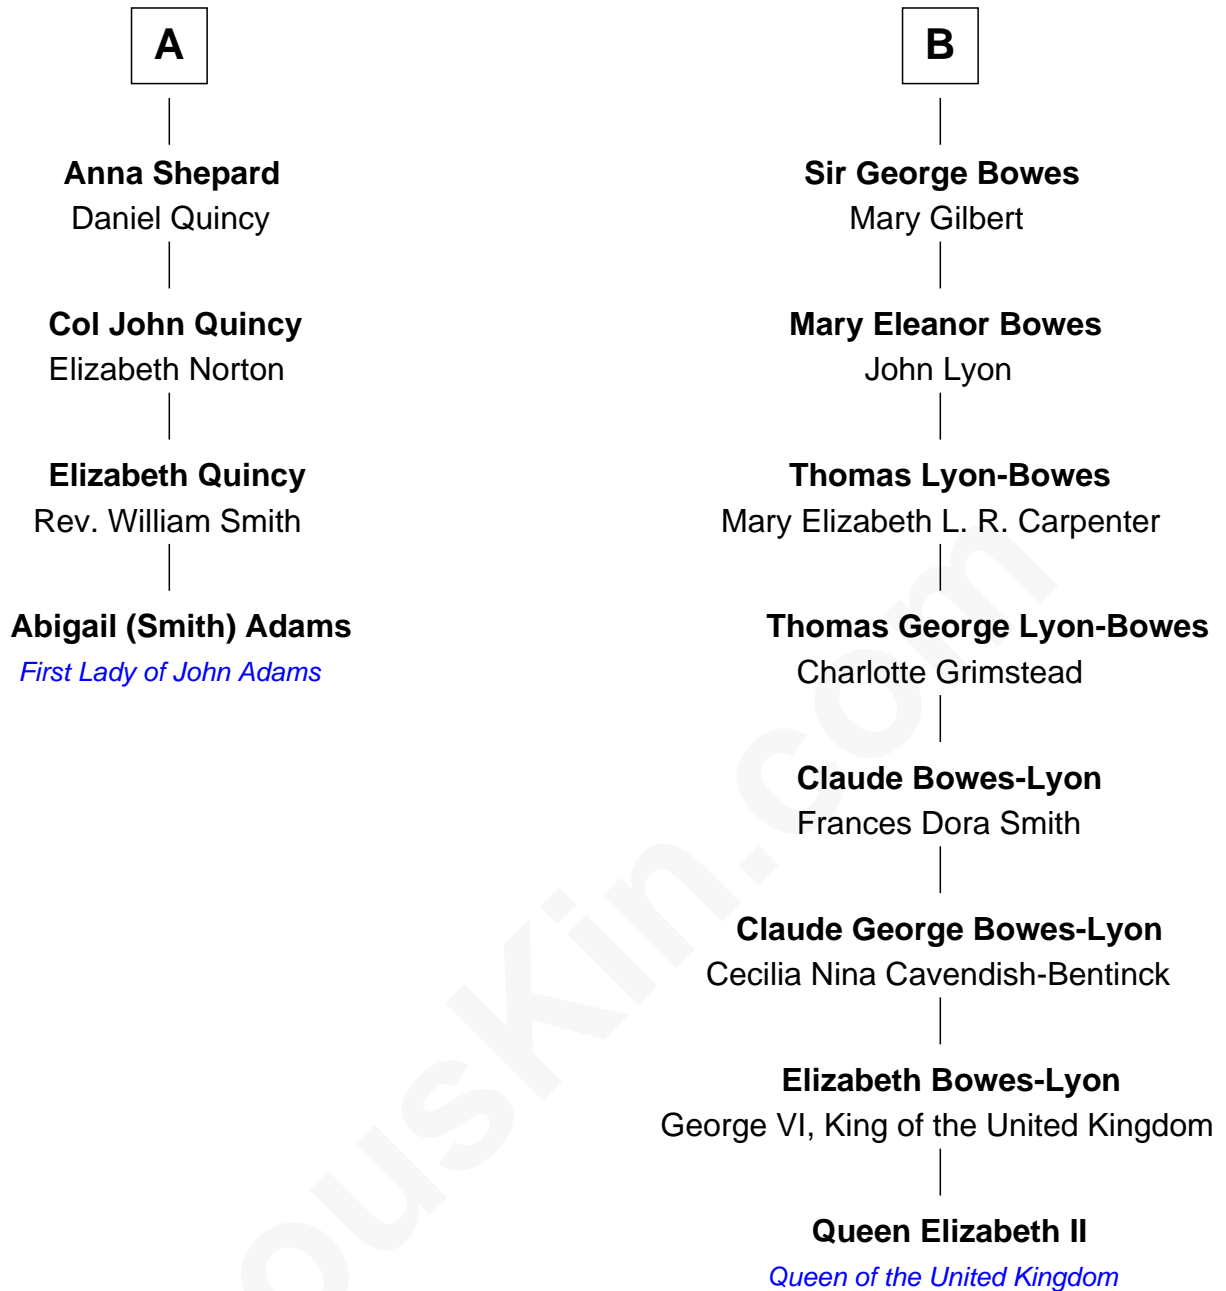 A
Anna Shepard
Daniel Quincy
Col John Quincy
Elizabeth Norton
Elizabeth Quincy
Rev. William Smith
Abigail (Smith) Adams
First Lady of John Adams
B
Sir George Bowes
Mary Gilbert
Mary Eleanor Bowes
John Lyon
Thomas Lyon-Bowes
Mary Elizabeth L. R. Carpenter
Thomas George Lyon-Bowes
Charlotte Grimstead
Claude Bowes-Lyon
Frances Dora Smith
Claude George Bowes-Lyon
Cecilia Nina Cavendish-Bentinck
Elizabeth Bowes-Lyon
George VI, King of the United Kingdom
Queen Elizabeth II
Queen of the United Kingdom
ousKin.com